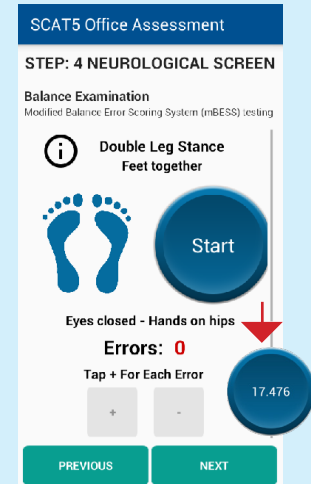 SCAT5 Office Assessment
STEP: 4 NEUROLOGICAL SCREEN
Balance Examination
Modified Balance Error Scoring System (mBESS) testing
Double Leg Stance
Feet together
Start
Eyes closed - Hands on hips
Errors: 0
Tap + For Each Error
17.476
+ -
PREVIOUS NEXT